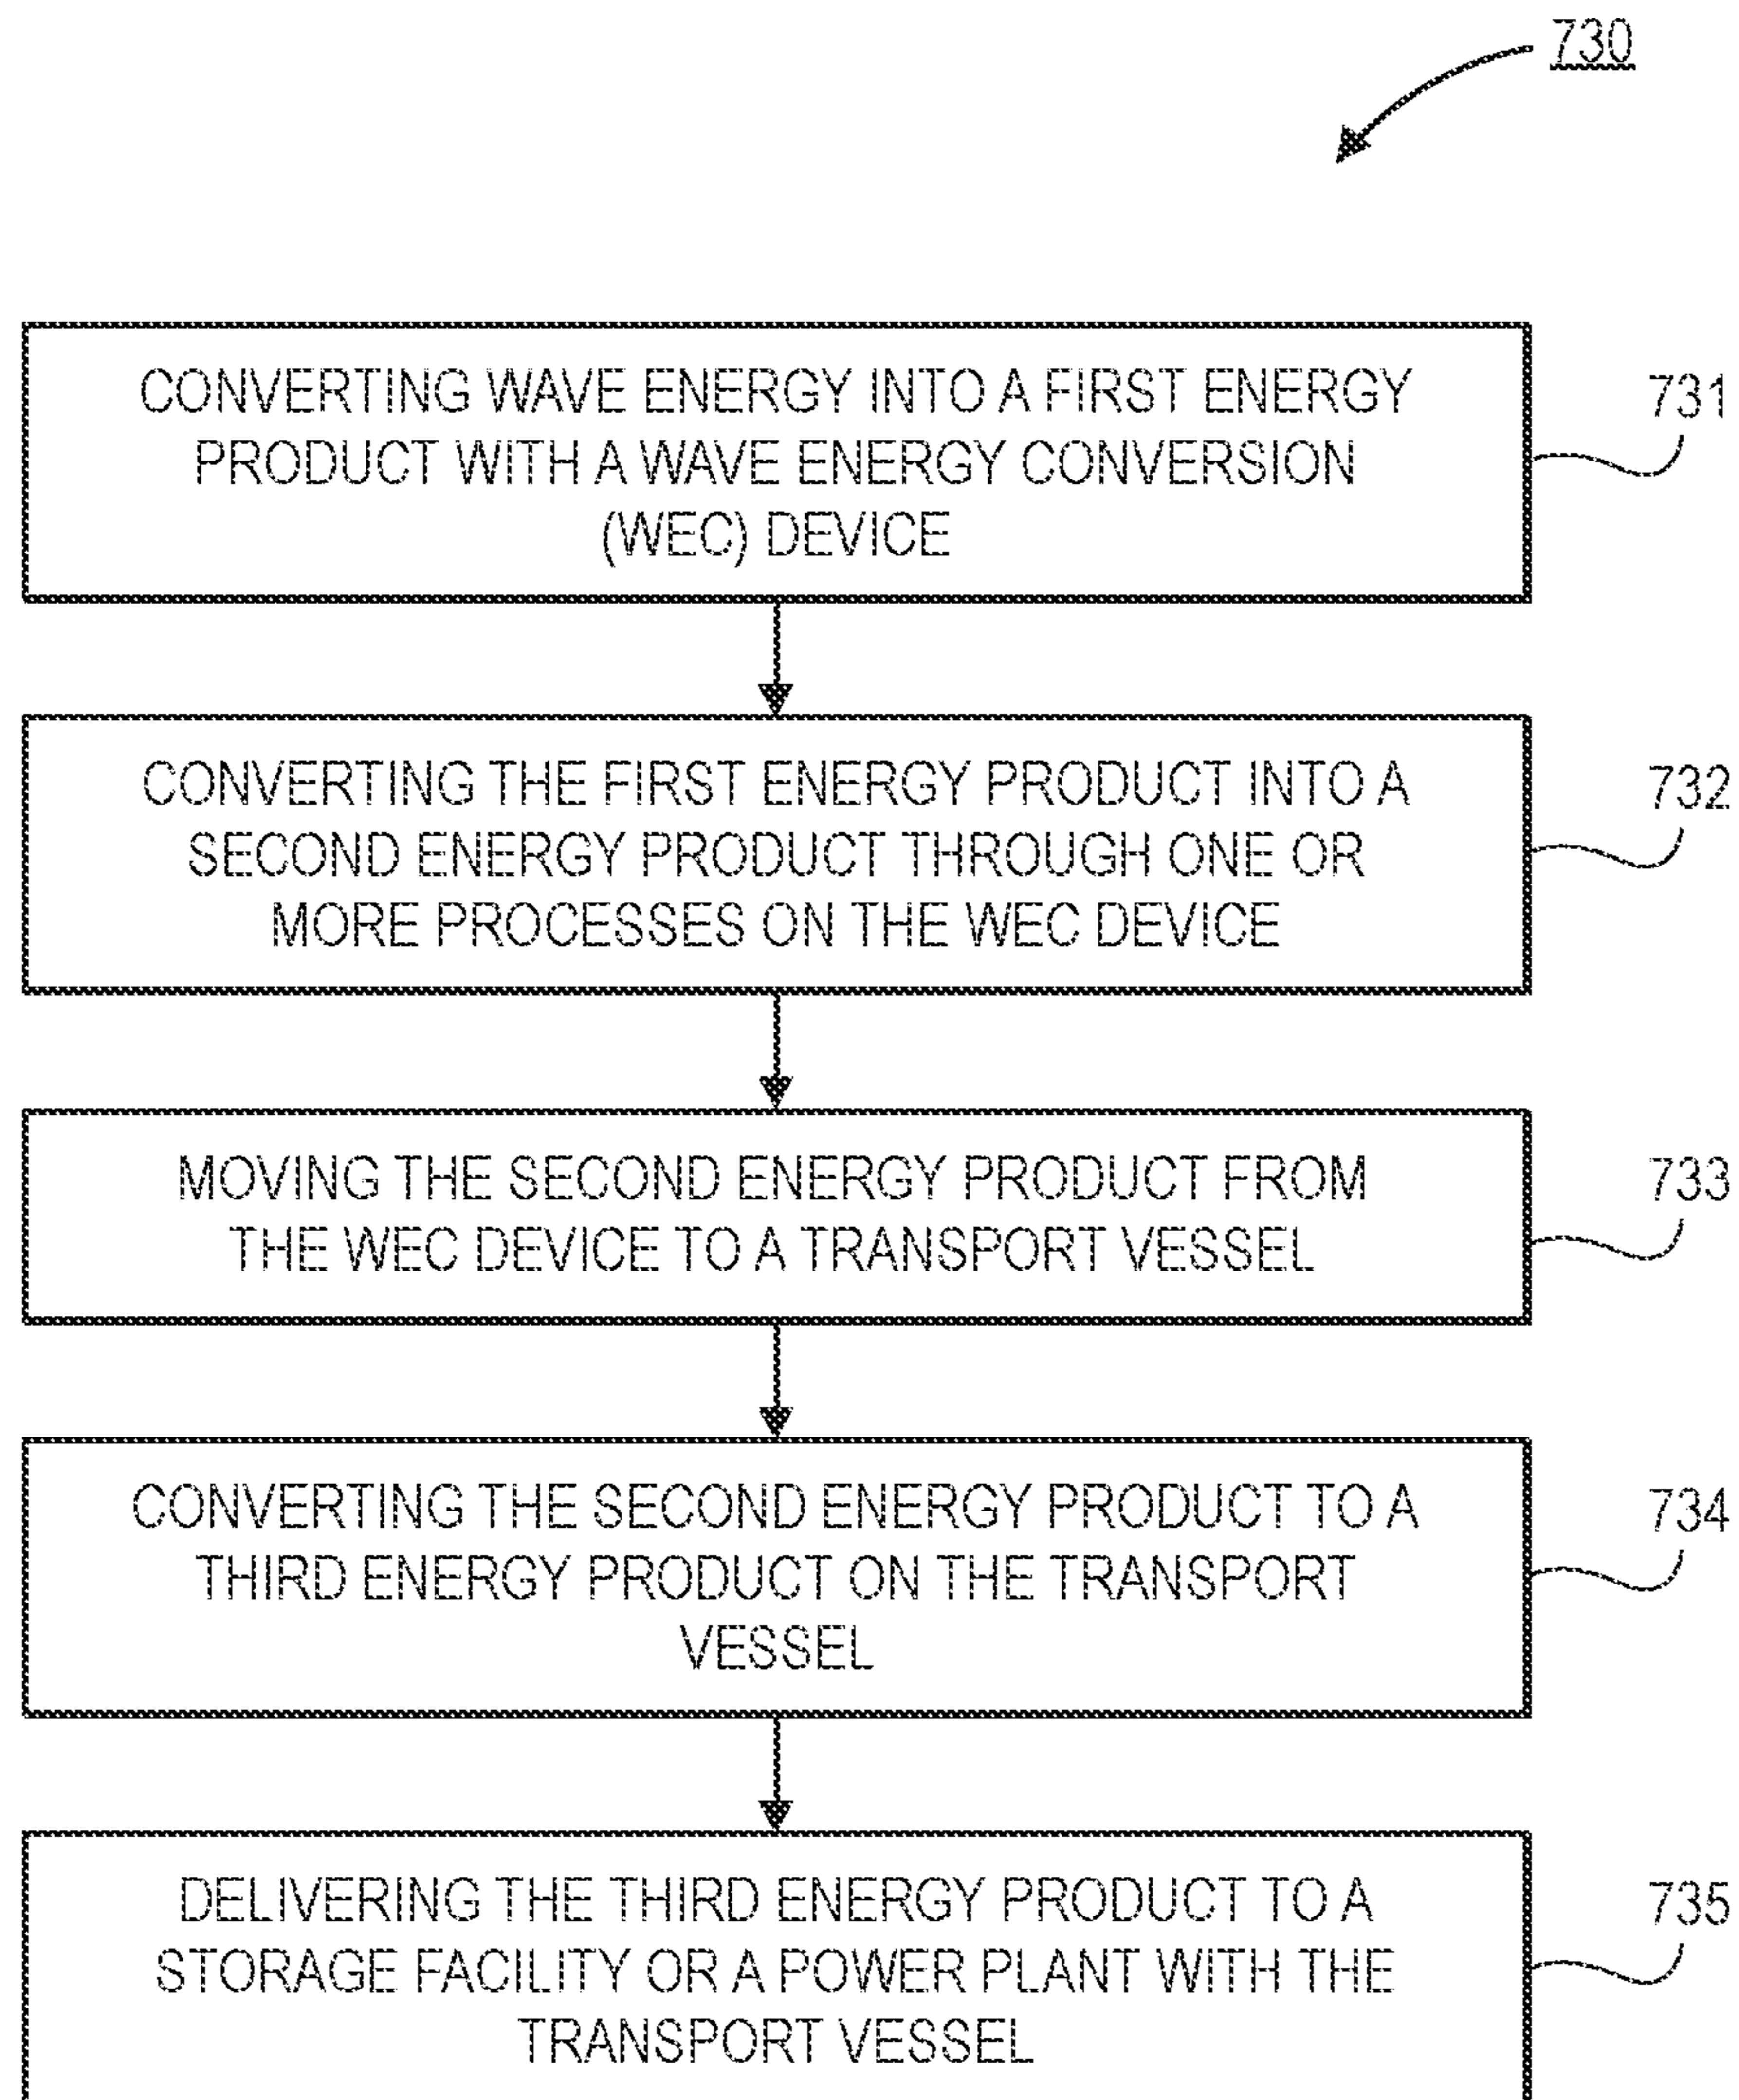 730
CONVERTING WAVE ENERGY INTO A FIRST ENERGY
PRODUCT WITH A WAVE ENERGY CONVERSION
(WEC) DEVICE
731
CONVERTING THE FIRST ENERGY PRODUCT INTO A
SECOND ENERGY PRODUCT THROUGH ONE OR
MORE PROCESSES ON THE WEC DEVICE
732
MOVING THE SECOND ENERGY PRODUCT FROM
THE WEC DEVICE TO A TRANSPORT VESSEL
733
CONVERTING THE SECOND ENERGY PRODUCT TO A
THIRD ENERGY PRODUCT ON THE TRANSPORT
VESSEL
734
DELIVERING THE THIRD ENERGY PRODUCT TO A
STORAGE FACILITY OR A POWER PLANT WITH THE
TRANSPORT VESSEL
735